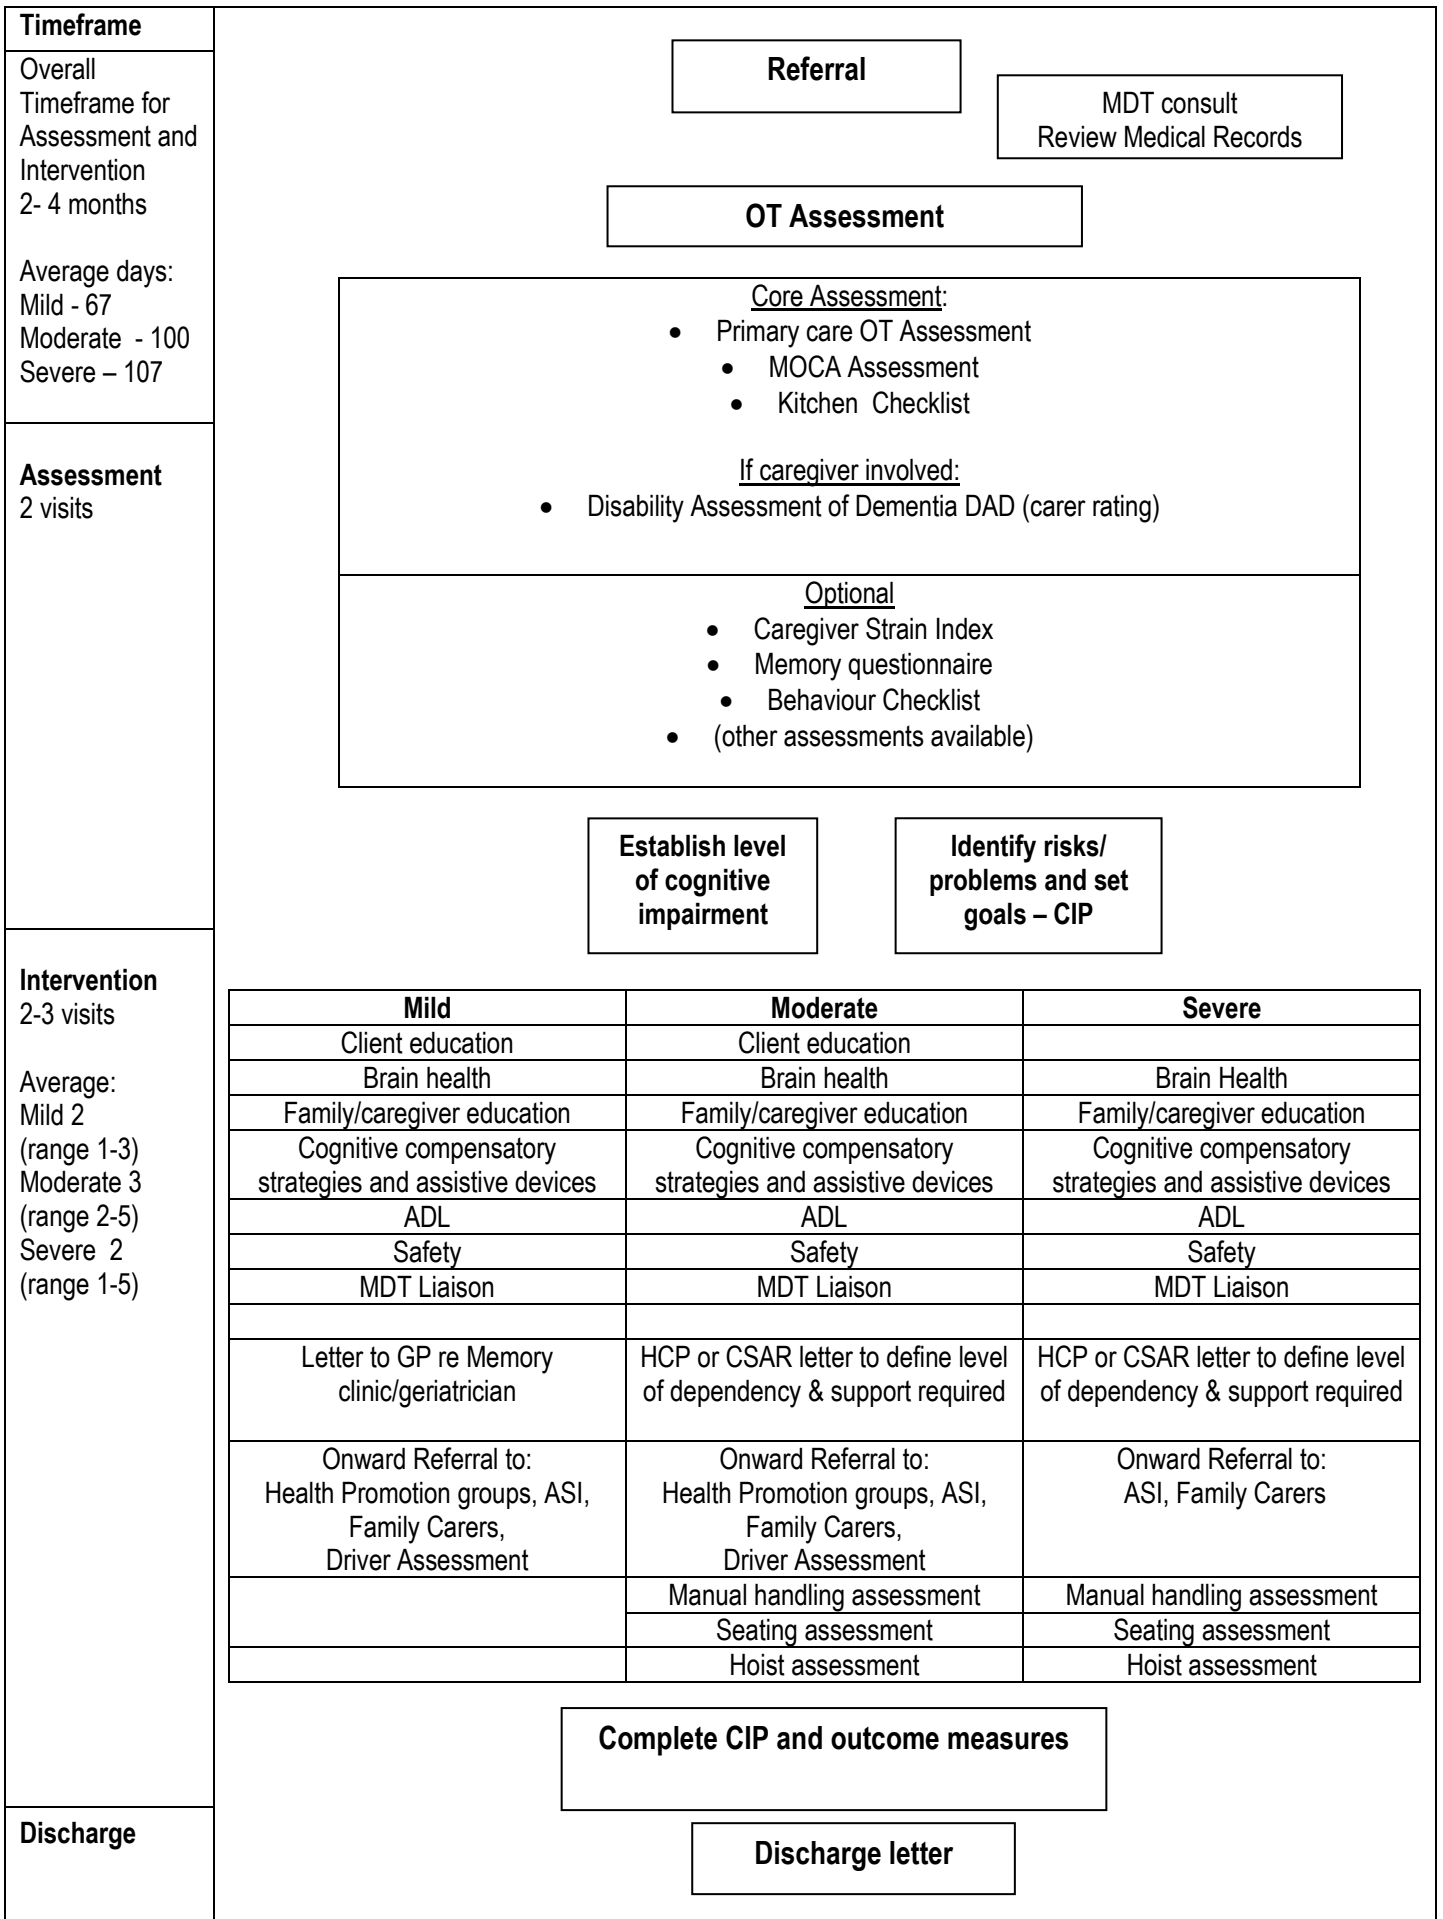 Timeframe
Overall
Timeframe for
Assessment and
Intervention
2- 4 months
Average days:
Mild - 67
Moderate - 100
Severe – 107
Assessment
2 visits
Intervention
2-3 visits
Average:
Mild 2
(range 1-3)
Moderate 3
(range 2-5)
Severe 2
(range 1-5)
Discharge
Referral
MDT consult
Review Medical Records
OT Assessment
Core Assessment:
• Primary care OT Assessment
• MOCA Assessment
• Kitchen Checklist
If caregiver involved:
• Disability Assessment of Dementia DAD (carer rating)
Optional
• Caregiver Strain Index
• Memory questionnaire
• Behaviour Checklist
• (other assessments available)
Establish level
of cognitive
impairment
Identify risks/
problems and set
goals – CIP
Mild Moderate Severe
Client education Client education
Brain health Brain health Brain Health
Family/caregiver education Family/caregiver education Family/caregiver education
Cognitive compensatory Cognitive compensatory Cognitive compensatory
strategies and assistive devices strategies and assistive devices strategies and assistive devices
ADL ADL ADL
Safety Safety Safety
MDT Liaison MDT Liaison MDT Liaison
Letter to GP re Memory HCP or CSAR letter to define level HCP or CSAR letter to define level
clinic/geriatrician of dependency & support required of dependency & support required
Onward Referral to: Onward Referral to: Onward Referral to:
Health Promotion groups, ASI, Health Promotion groups, ASI, ASI, Family Carers
Family Carers, Family Carers,
Driver Assessment Driver Assessment
Manual handling assessment Manual handling assessment
Seating assessment Seating assessment
Hoist assessment Hoist assessment
Complete CIP and outcome measures
Discharge letter